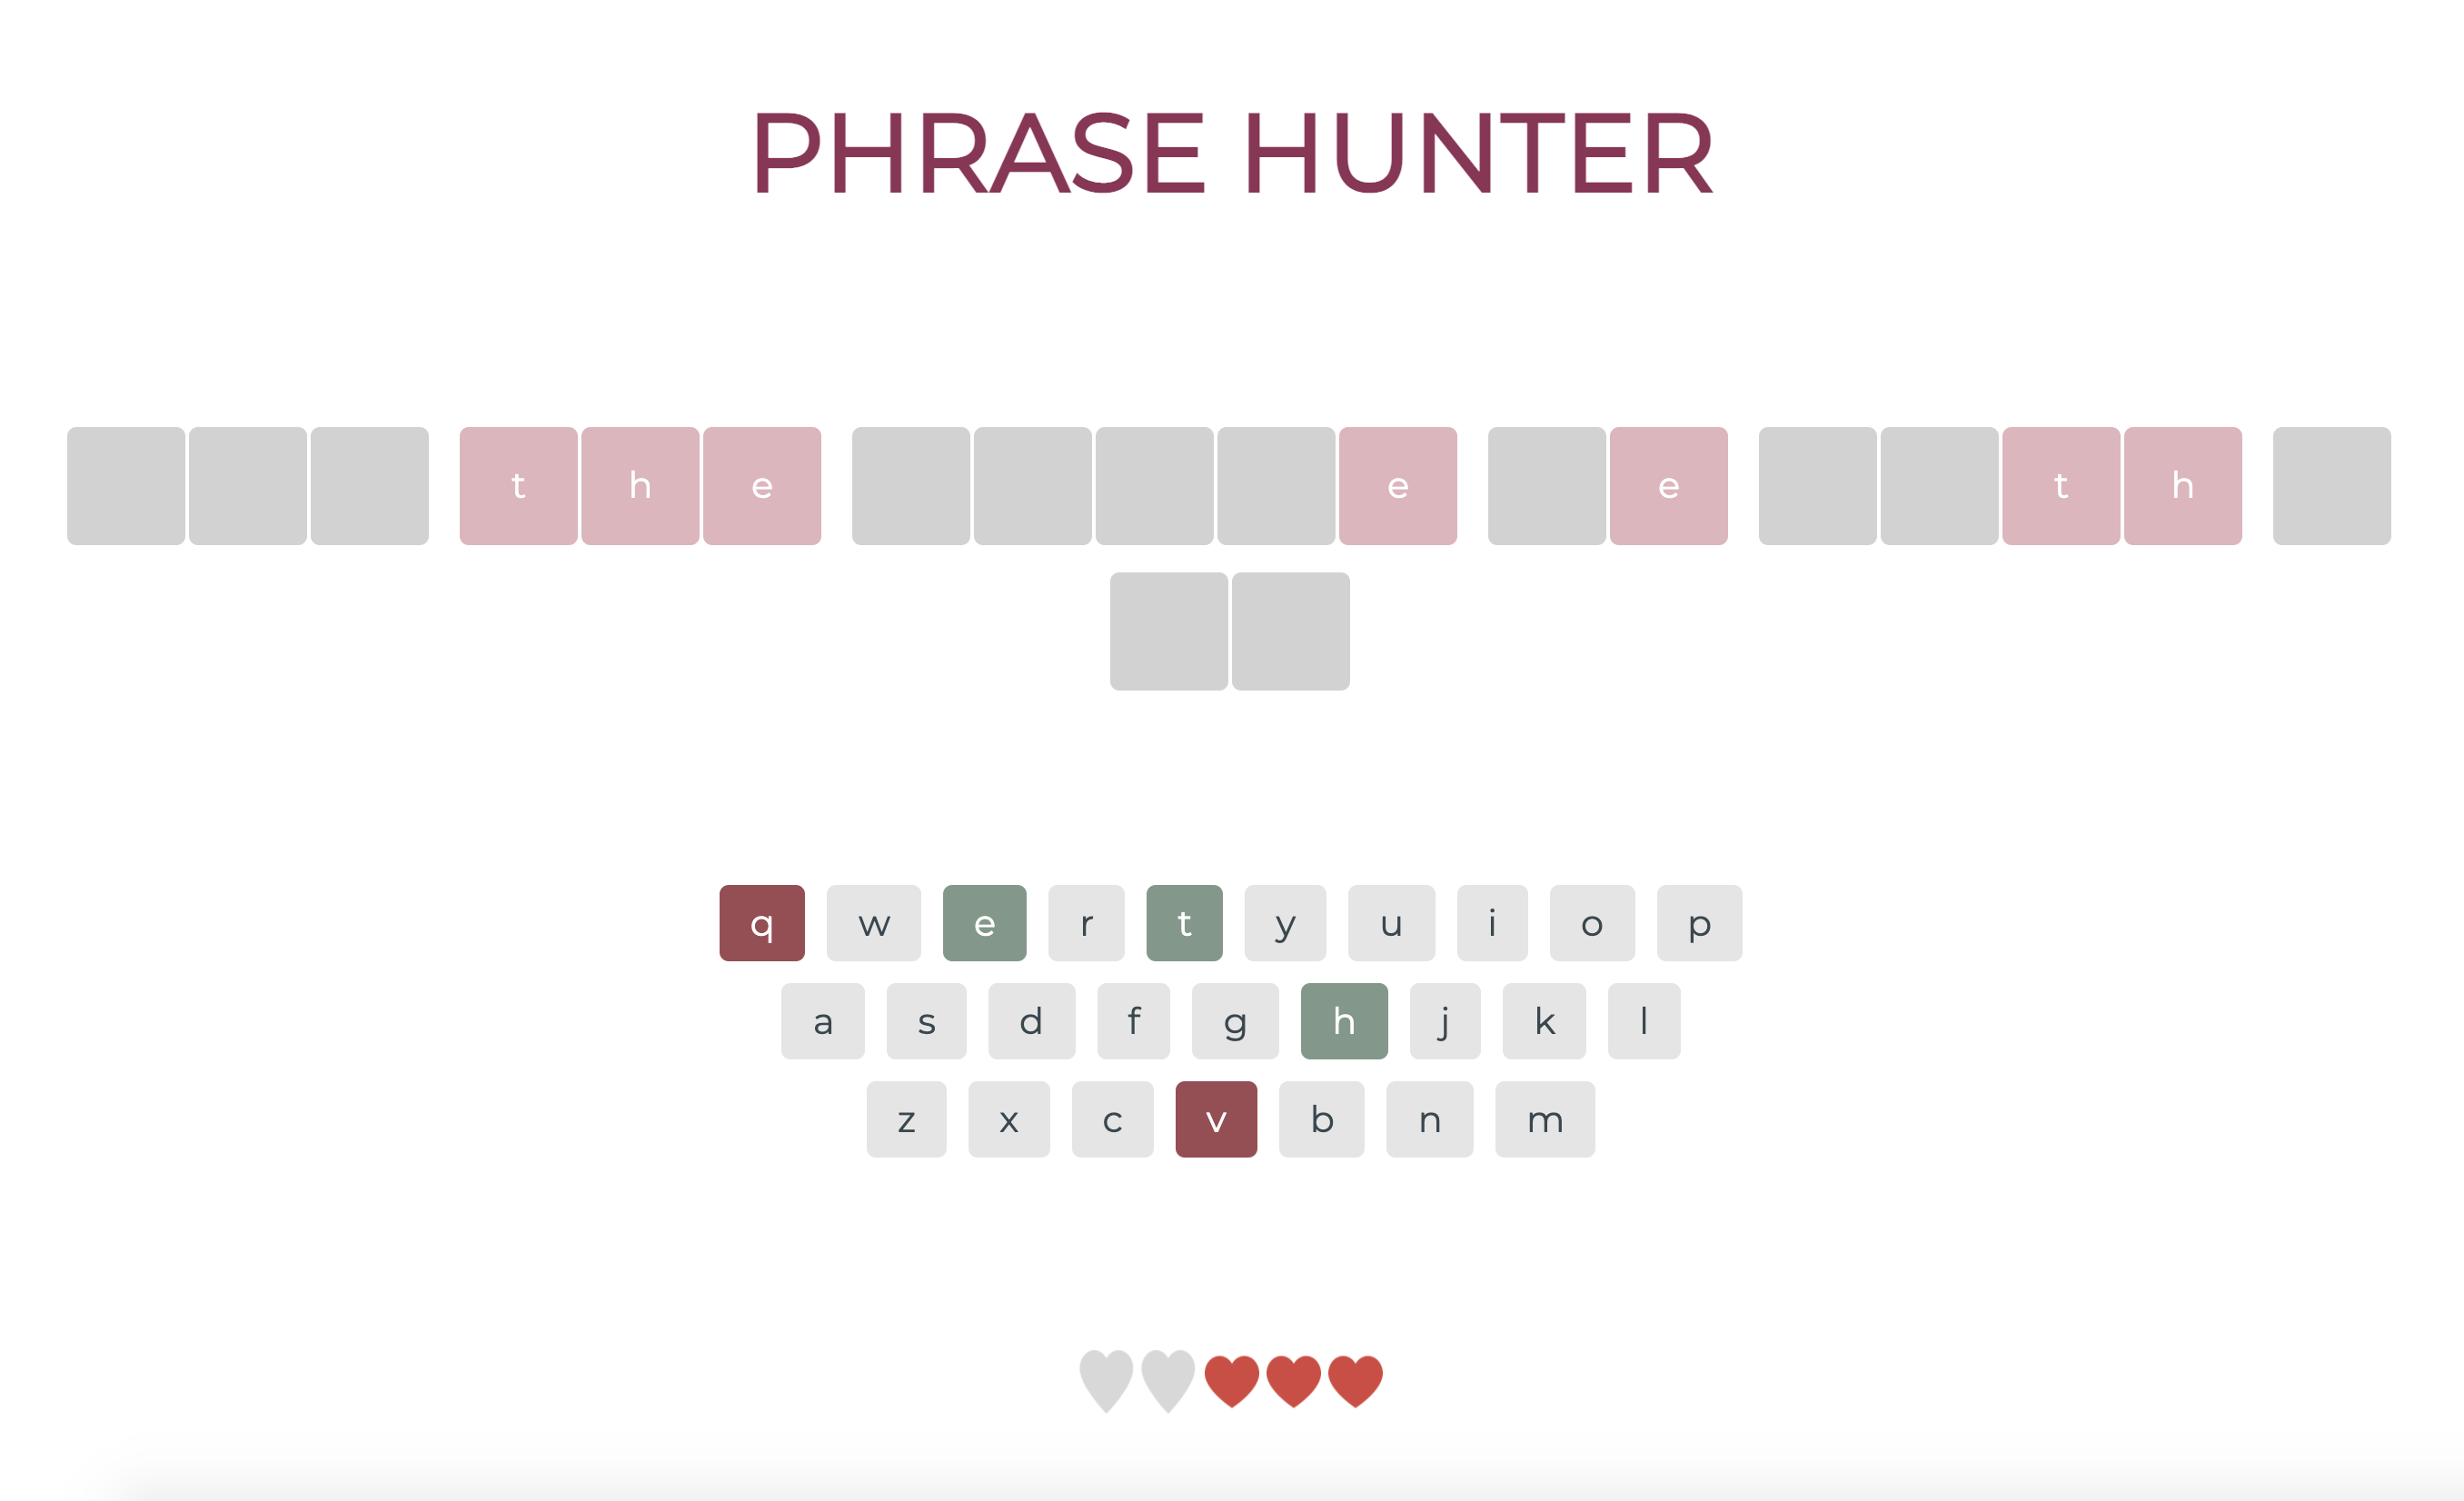 PHRASE HUNTER
t h e e e t h
q w e r t y u i o p
a s d f g h j k l
z x c v b n m